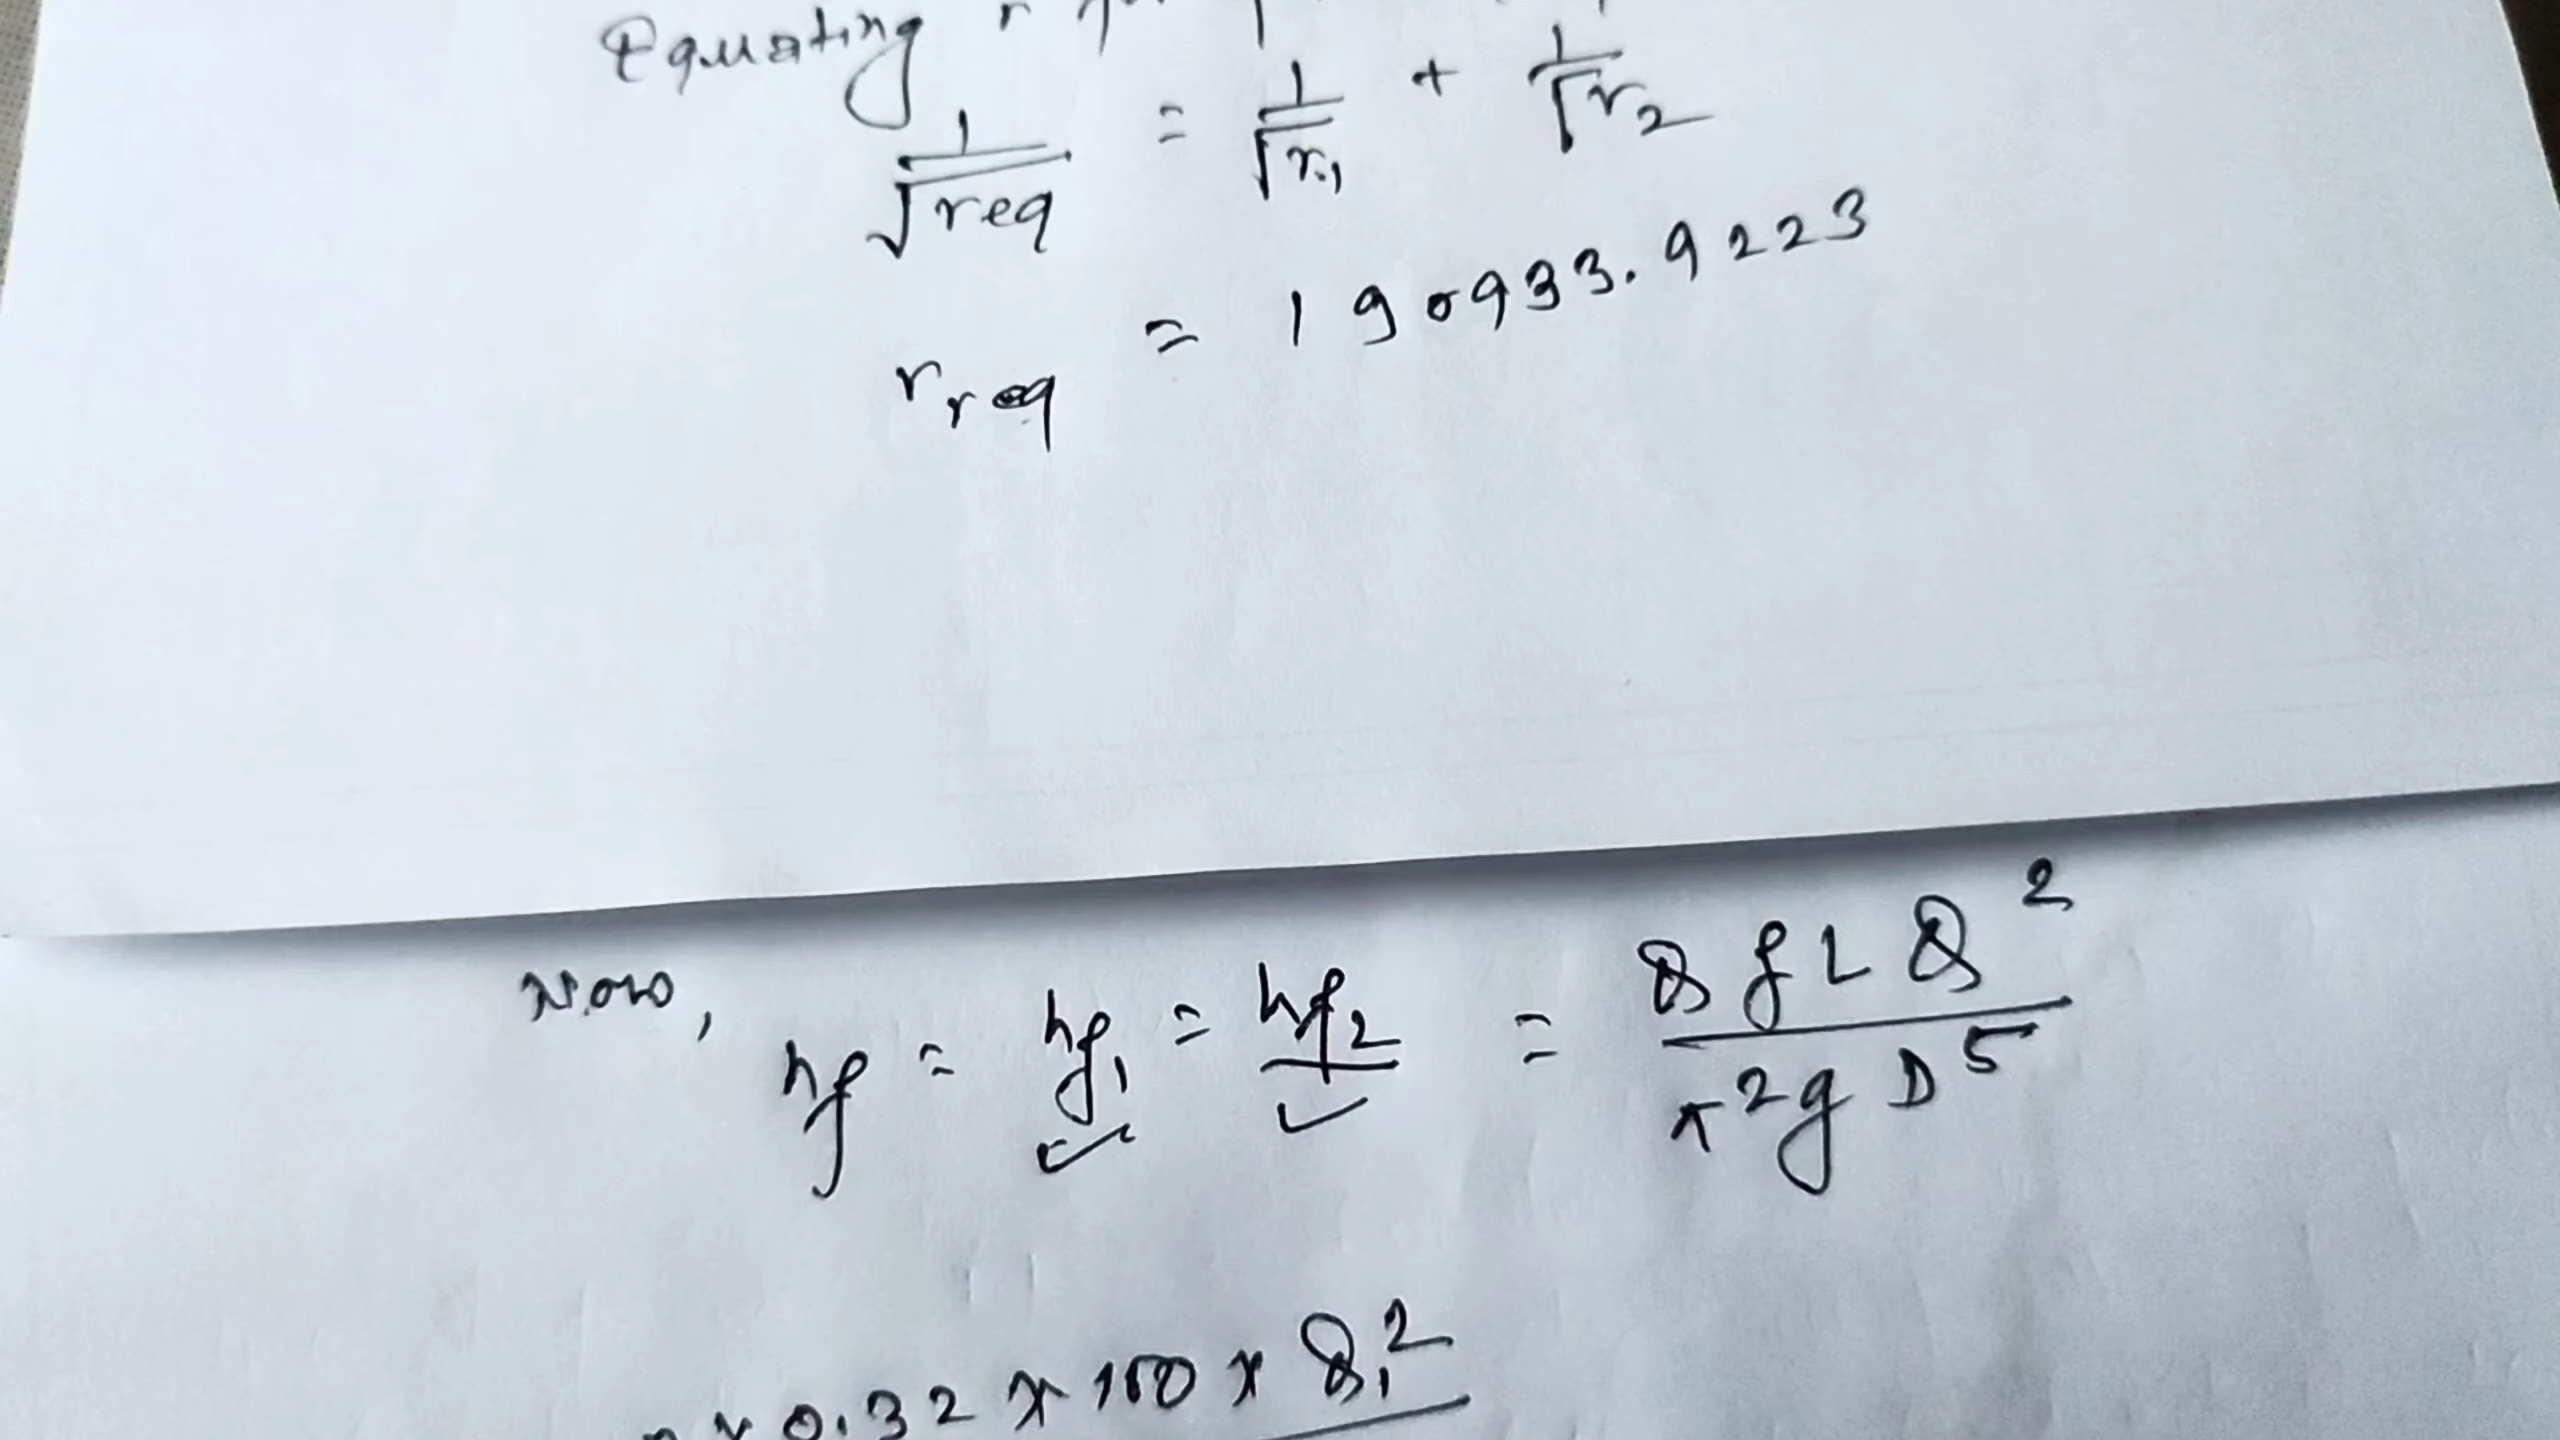 Equating r
1/√req = 1/√r₁ + 1/√r₂
r_req = 190933.9223
Now,
hf = hf₁ = hf₂ = 8fLQ²/π²gD⁵
× 0.32 × 150 × Q₁²